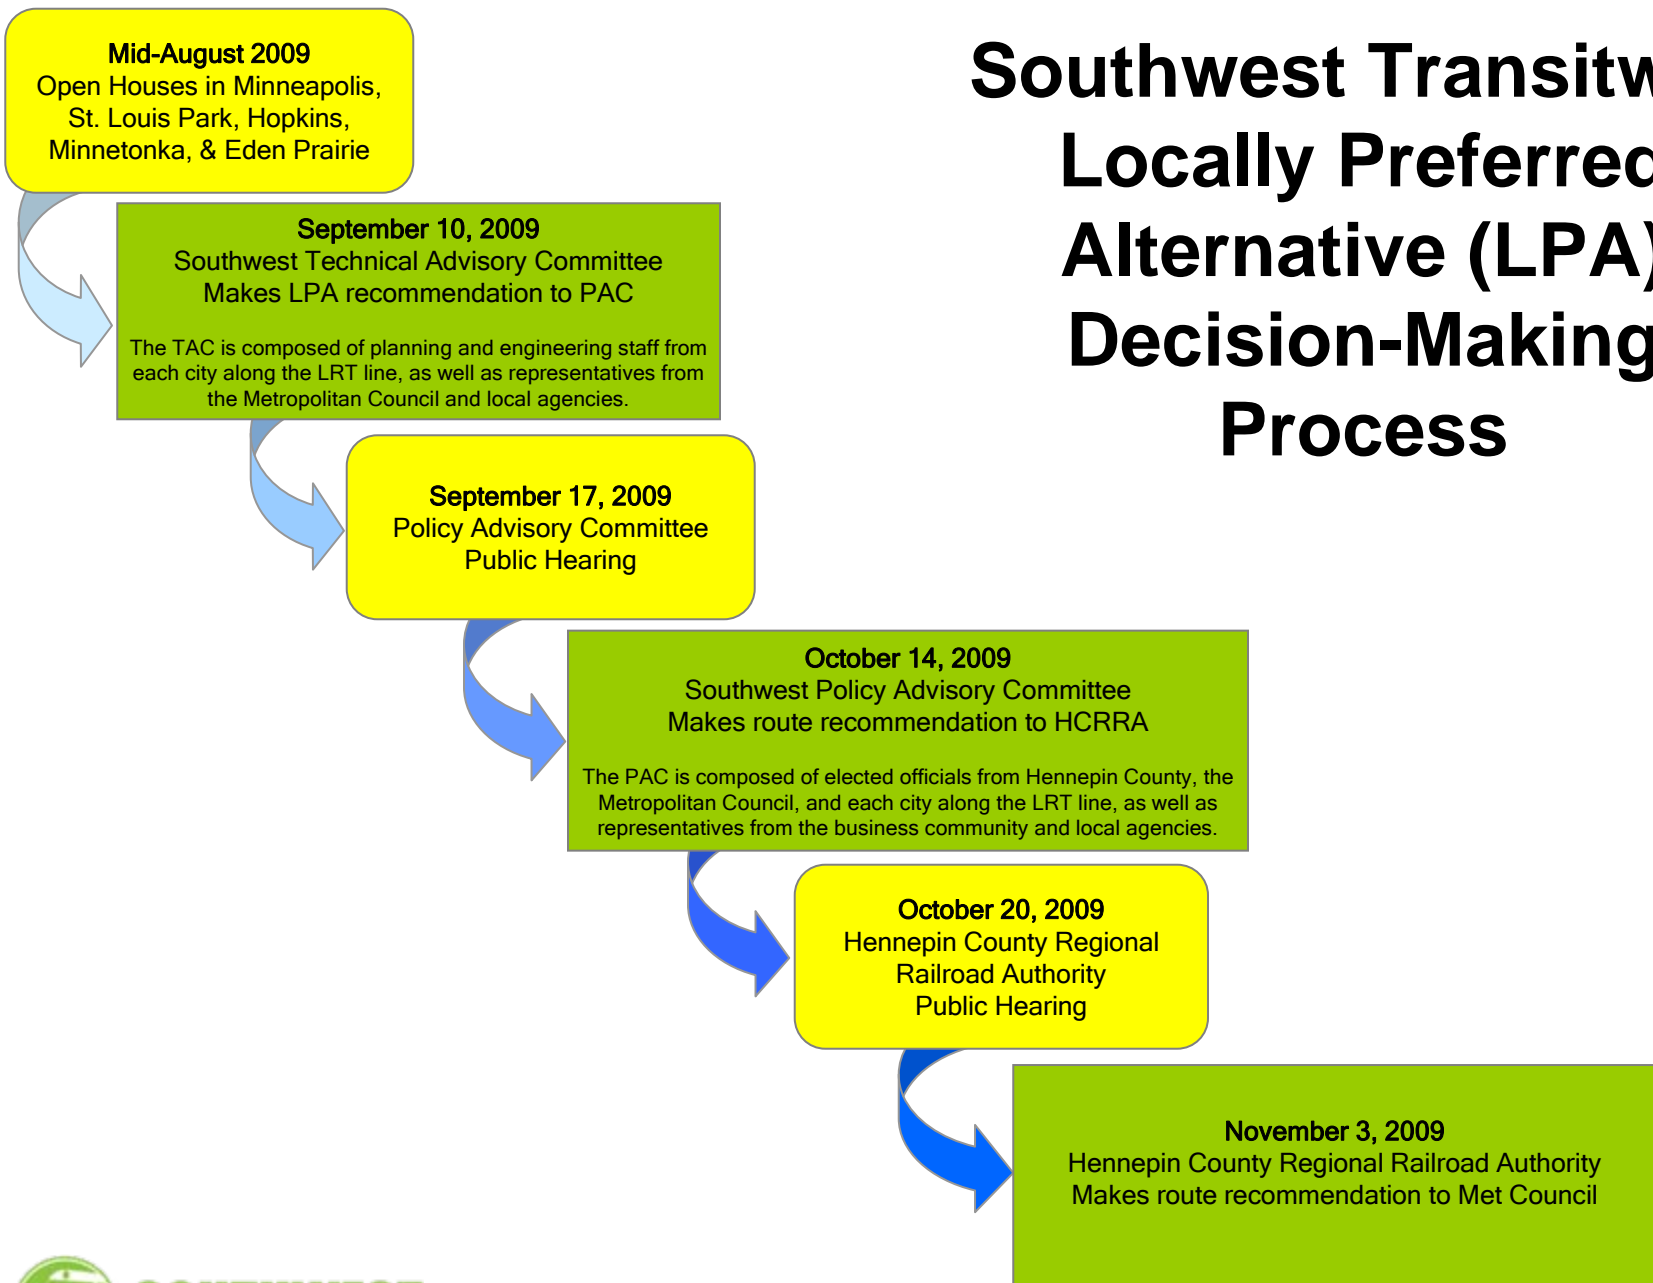 Southwest Transitw
Locally Preferred
Alternative (LPA)
Decision-Making
Process
Mid-August 2009
Open Houses in Minneapolis,
St. Louis Park, Hopkins,
Minnetonka, & Eden Prairie
September 10, 2009
Southwest Technical Advisory Committee
Makes LPA recommendation to PAC
The TAC is composed of planning and engineering staff from
each city along the LRT line, as well as representatives from
the Metropolitan Council and local agencies.
September 17, 2009
Policy Advisory Committee
Public Hearing
October 14, 2009
Southwest Policy Advisory Committee
Makes route recommendation to HCRRA
The PAC is composed of elected officials from Hennepin County, the
Metropolitan Council, and each city along the LRT line, as well as
representatives from the business community and local agencies.
October 20, 2009
Hennepin County Regional
Railroad Authority
Public Hearing
November 3, 2009
Hennepin County Regional Railroad Authority
Makes route recommendation to Met Council